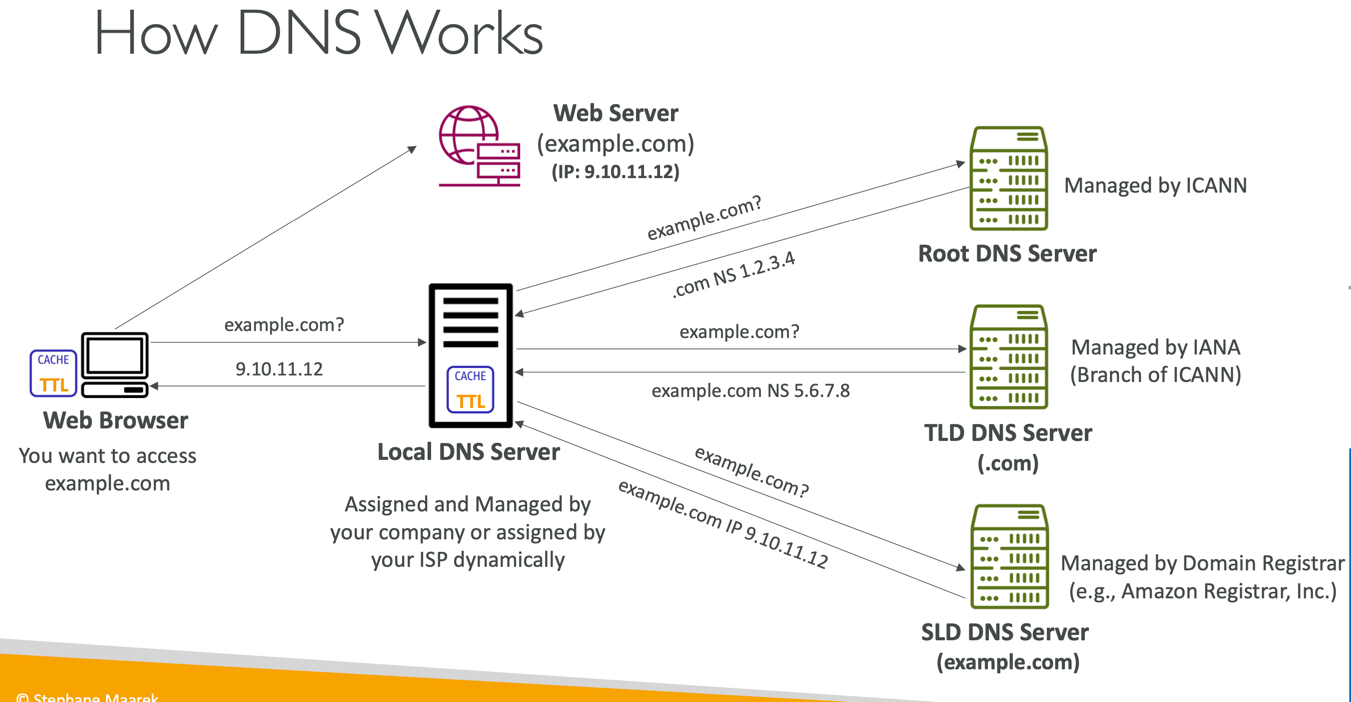 How DNS Works
Web Server
(example.com)
(IP: 9.10.11.12)
Managed by ICANN
Root DNS Server
example.com?
.com NS 1.2.3.4
example.com?
9.10.11.12
CACHE
TTL
Web Browser
You want to access
example.com
CACHE
TTL
Local DNS Server
Assigned and Managed by
your company or assigned by
your ISP dynamically
example.com?
example.com NS 5.6.7.8
Managed by IANA
(Branch of ICANN)
TLD DNS Server
(.com)
example.com?
example.com IP 9.10.11.12
Managed by Domain Registrar
(e.g., Amazon Registrar, Inc.)
SLD DNS Server
(example.com)
© Stephane Maarek